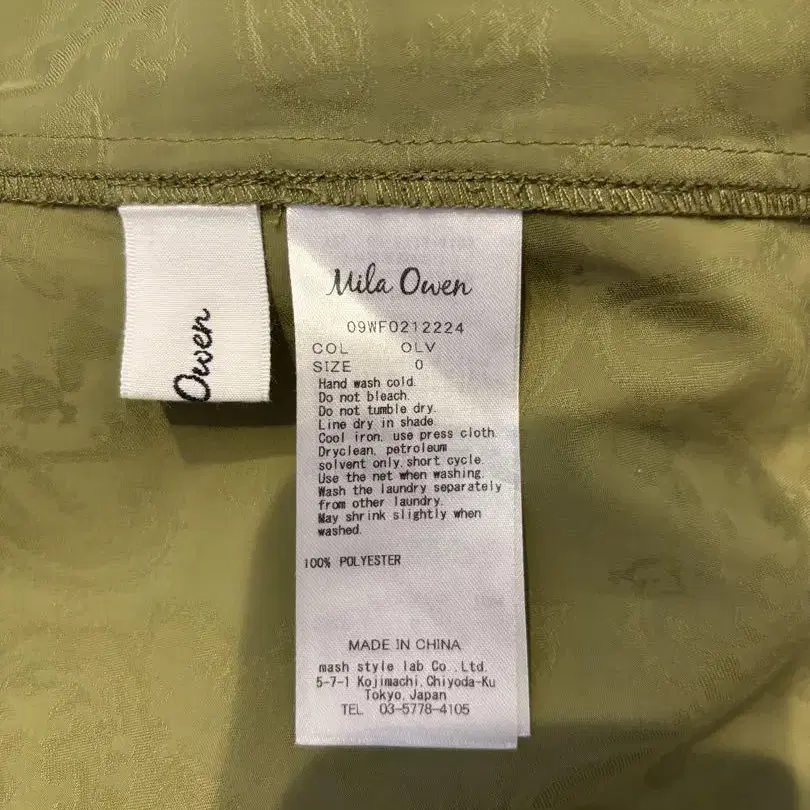 Owen
Mila Owen
09WF0212224
COL OLV
SIZE 0
Hand wash cold.
Do not bleach.
Do not tumble dry.
Line dry in shade.
Cool iron, use press cloth.
Dryclean, petroleum
solvent only, short cycle.
Use the net when washing.
Wash the laundry separately
from other laundry.
May shrink slightly when
washed.
100% POLYESTER
MADE IN CHINA
mash style lab Co.,Ltd.
5-7-1 Kojimachi,Chiyoda-Ku
Tokyo,Japan
TEL 03-5778-4105